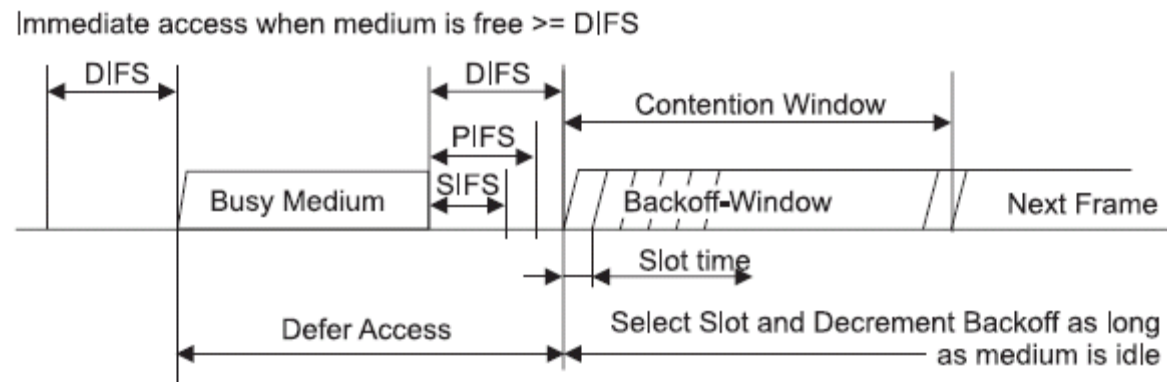 Immediate access when medium is free >= DIFS
DIFS
DIFS
Contention Window
PIFS
SIFS
Busy Medium
Backoff-Window
Next Frame
Slot time
Defer Access
Select Slot and Decrement Backoff as long
as medium is idle